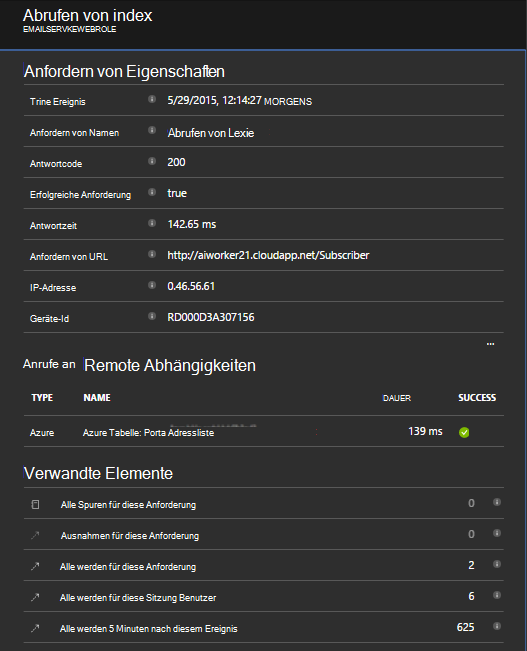 Abrufen von index
EMAILSERVKEWEBROLE
Anfordern von Eigenschaften
Trine Ereignis 5/29/2015, 12:14:27 MORGENS
Anfordern von Namen Abrufen von Lexie
Antwortcode 200
Erfolgreiche Anforderung true
Antwortzeit 142.65 ms
Anfordern von URL http://aiworker21.cloudapp.net/Subscriber
IP-Adresse 0.46.56.61
Geräte-Id RD000D3A307156
...
Anrufe an Remote Abhängigkeiten
TYPE NAME DAUER SUCCESS
Azure Azure Tabelle: Porta Adressliste 139 ms
Verwandte Elemente
Alle Spuren für diese Anforderung 0
Ausnahmen für diese Anforderung 0
Alle werden für diese Anforderung 2
Alle werden für diese Sitzung Benutzer 6
Alle werden 5 Minuten nach diesem Ereignis 625